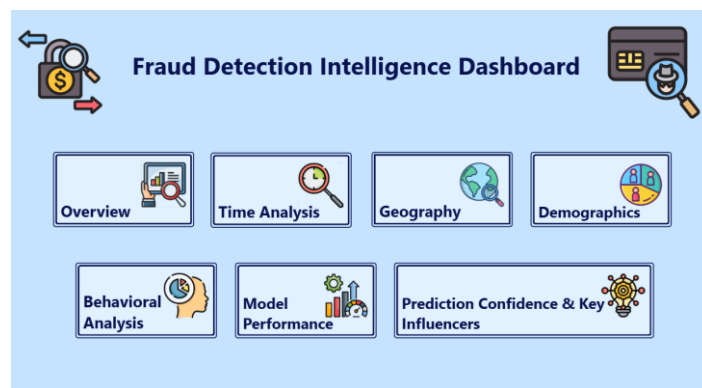 Fraud Detection Intelligence Dashboard
$
Overview
Time Analysis
Geography
Demographics
Behavioral
Analysis
Model
Performance
Prediction Confidence & Key
Influencers